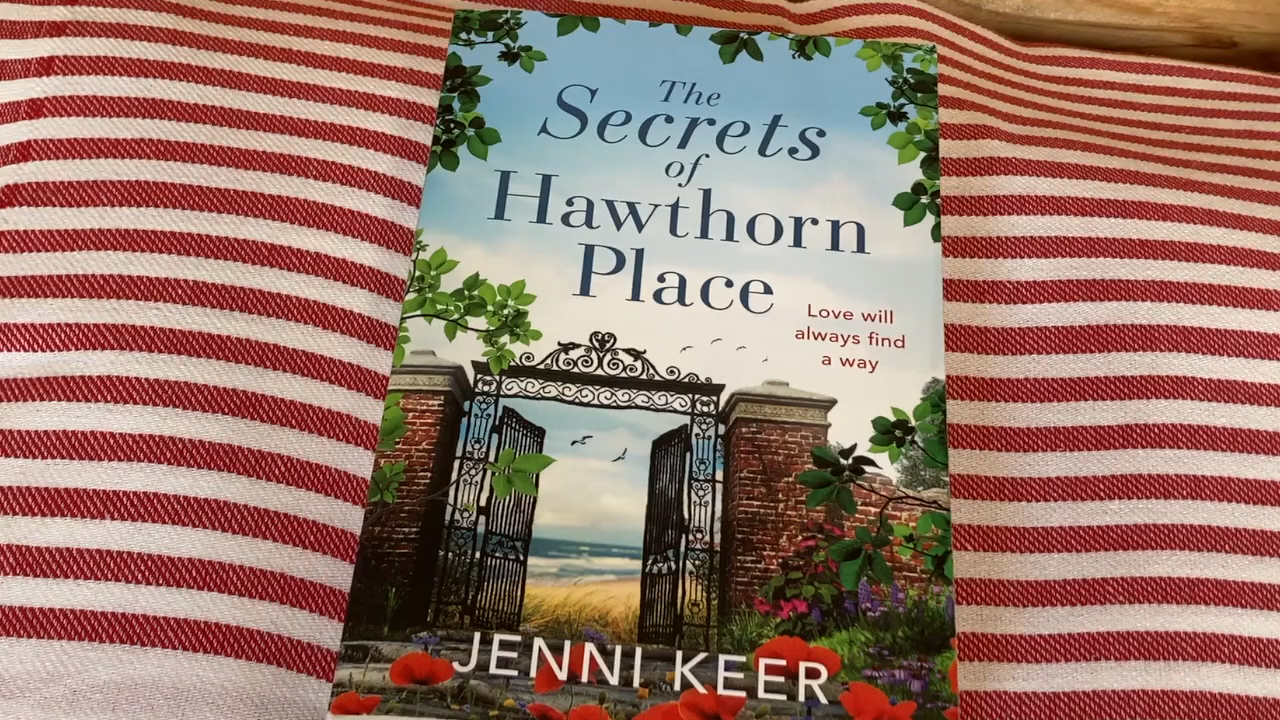 The
Secrets
of
Hawthorn
Place
Love will
always find
a way
JENNI KEER